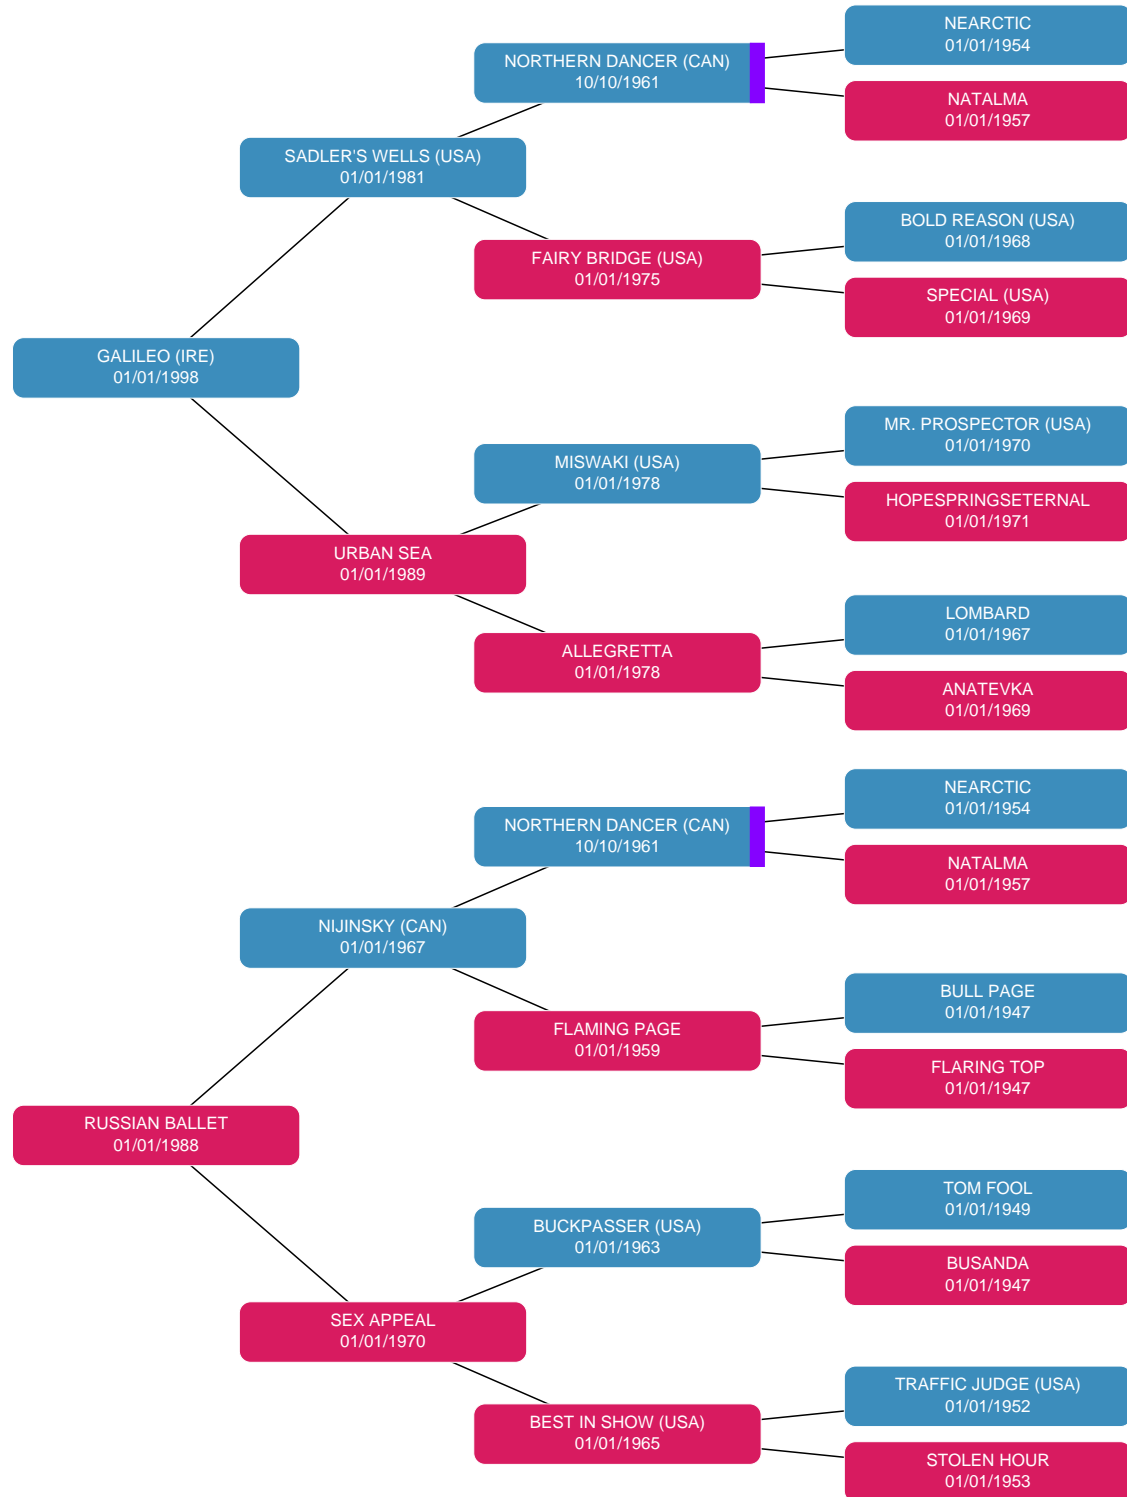 NEARCTIC
01/01/1954
NORTHERN DANCER (CAN)
10/10/1961
NATALMA
01/01/1957
SADLER'S WELLS (USA)
01/01/1981
BOLD REASON (USA)
01/01/1968
FAIRY BRIDGE (USA)
01/01/1975
SPECIAL (USA)
01/01/1969
GALILEO (IRE)
01/01/1998
MR. PROSPECTOR (USA)
01/01/1970
MISWAKI (USA)
01/01/1978
HOPESPRINGSETERNAL
01/01/1971
URBAN SEA
01/01/1989
LOMBARD
01/01/1967
ALLEGRETTA
01/01/1978
ANATEVKA
01/01/1969
NEARCTIC
01/01/1954
NORTHERN DANCER (CAN)
10/10/1961
NATALMA
01/01/1957
NIJINSKY (CAN)
01/01/1967
BULL PAGE
01/01/1947
FLAMING PAGE
01/01/1959
FLARING TOP
01/01/1947
RUSSIAN BALLET
01/01/1988
TOM FOOL
01/01/1949
BUCKPASSER (USA)
01/01/1963
BUSANDA
01/01/1947
SEX APPEAL
01/01/1970
TRAFFIC JUDGE (USA)
01/01/1952
BEST IN SHOW (USA)
01/01/1965
STOLEN HOUR
01/01/1953